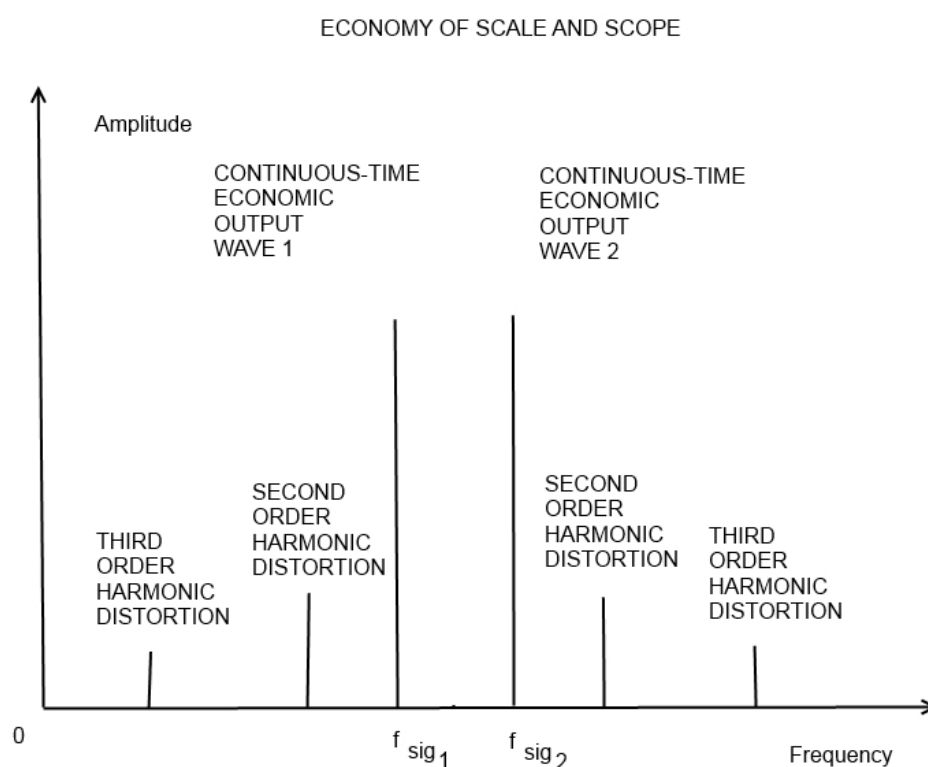 ECONOMY OF SCALE AND SCOPE
Amplitude
CONTINUOUS-TIME
ECONOMIC
OUTPUT
WAVE 1
CONTINUOUS-TIME
ECONOMIC
OUTPUT
WAVE 2
THIRD
ORDER
HARMONIC
DISTORTION
SECOND
ORDER
HARMONIC
DISTORTION
SECOND
ORDER
HARMONIC
DISTORTION
THIRD
ORDER
HARMONIC
DISTORTION
0
f sig 1
f sig 2
Frequency